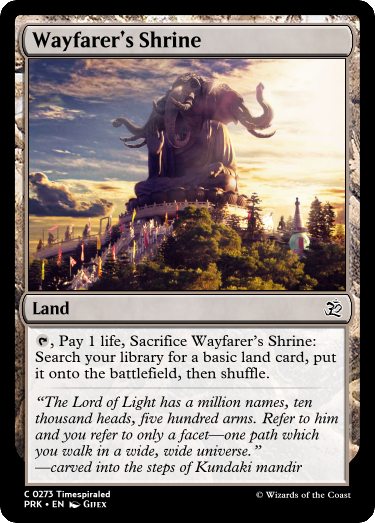 Wayfarer's Shrine
Land
, Pay 1 life, Sacrifice Wayfarer's Shrine:
Search your library for a basic land card, put
it onto the battlefield, then shuffle.
“The Lord of Light has a million names, ten
thousand heads, five hundred arms. Refer to him
and you refer to only a facet—one path which
you walk in a wide, wide universe.”
—carved into the steps of Kundaki mandir
C 0273 Timespiraled
PRK • EN Gifex
© Wizards of the Coast